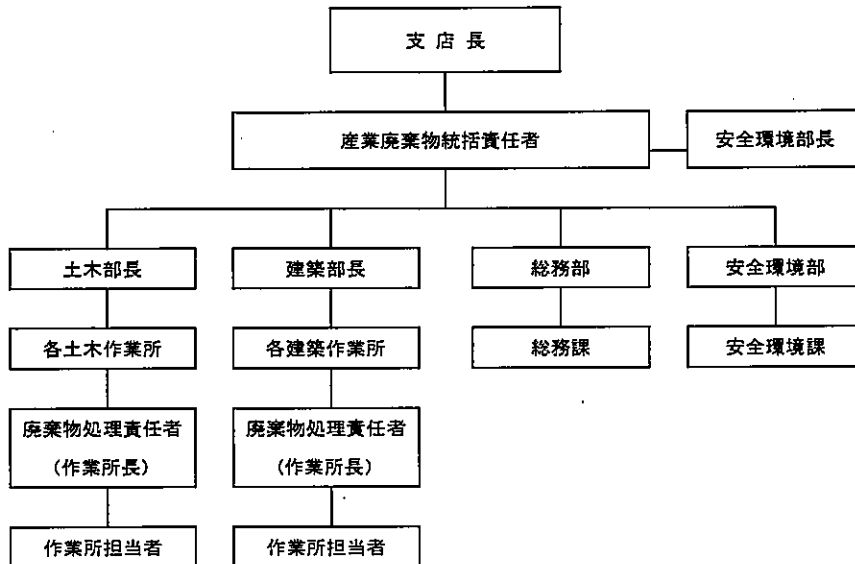 支店長
産業廃棄物統括責任者
安全環境部長
土木部長
建築部長
総務部
安全環境部
各土木作業所
各建築作業所
総務課
安全環境課
廃棄物処理責任者
(作業所長)
廃棄物処理責任者
(作業所長)
作業所担当者
作業所担当者